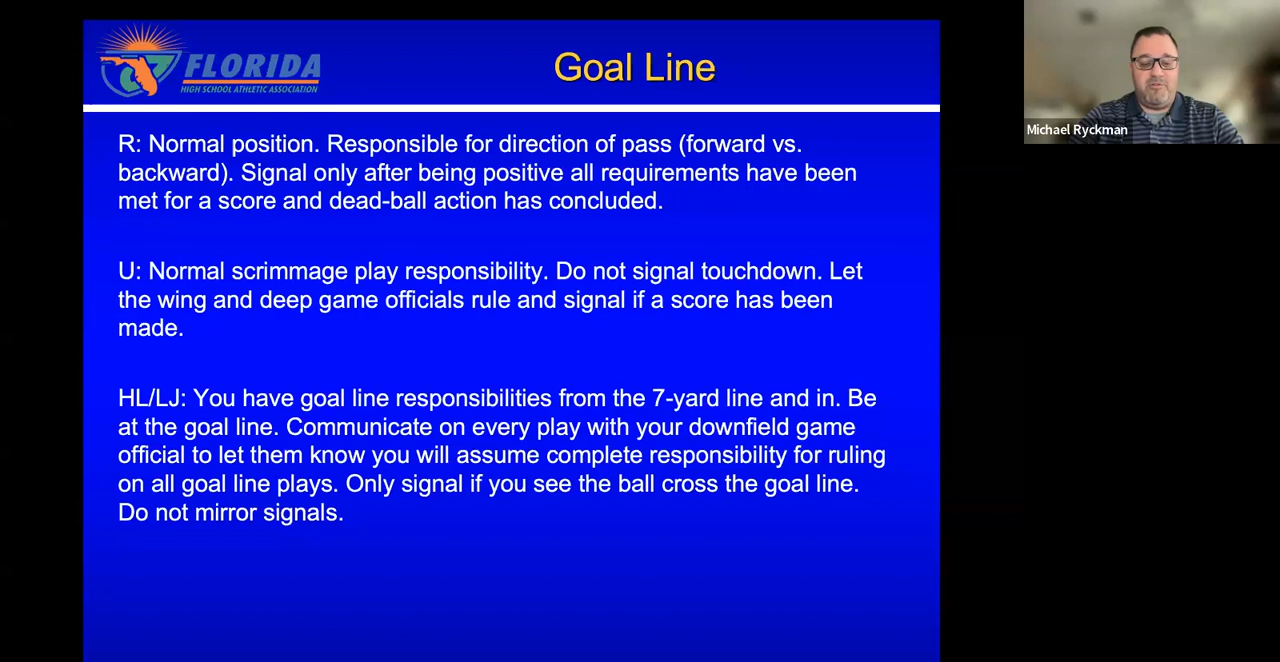 FLORIDA
HIGH SCHOOL ATHLETIC ASSOCIATION
Goal Line
Michael Ryckman
R: Normal position. Responsible for direction of pass (forward vs.
backward). Signal only after being positive all requirements have been
met for a score and dead-ball action has concluded.
U: Normal scrimmage play responsibility. Do not signal touchdown. Let
the wing and deep game officials rule and signal if a score has been
made.
HL/LJ: You have goal line responsibilities from the 7-yard line and in. Be
at the goal line. Communicate on every play with your downfield game
official to let them know you will assume complete responsibility for ruling
on all goal line plays. Only signal if you see the ball cross the goal line.
Do not mirror signals.